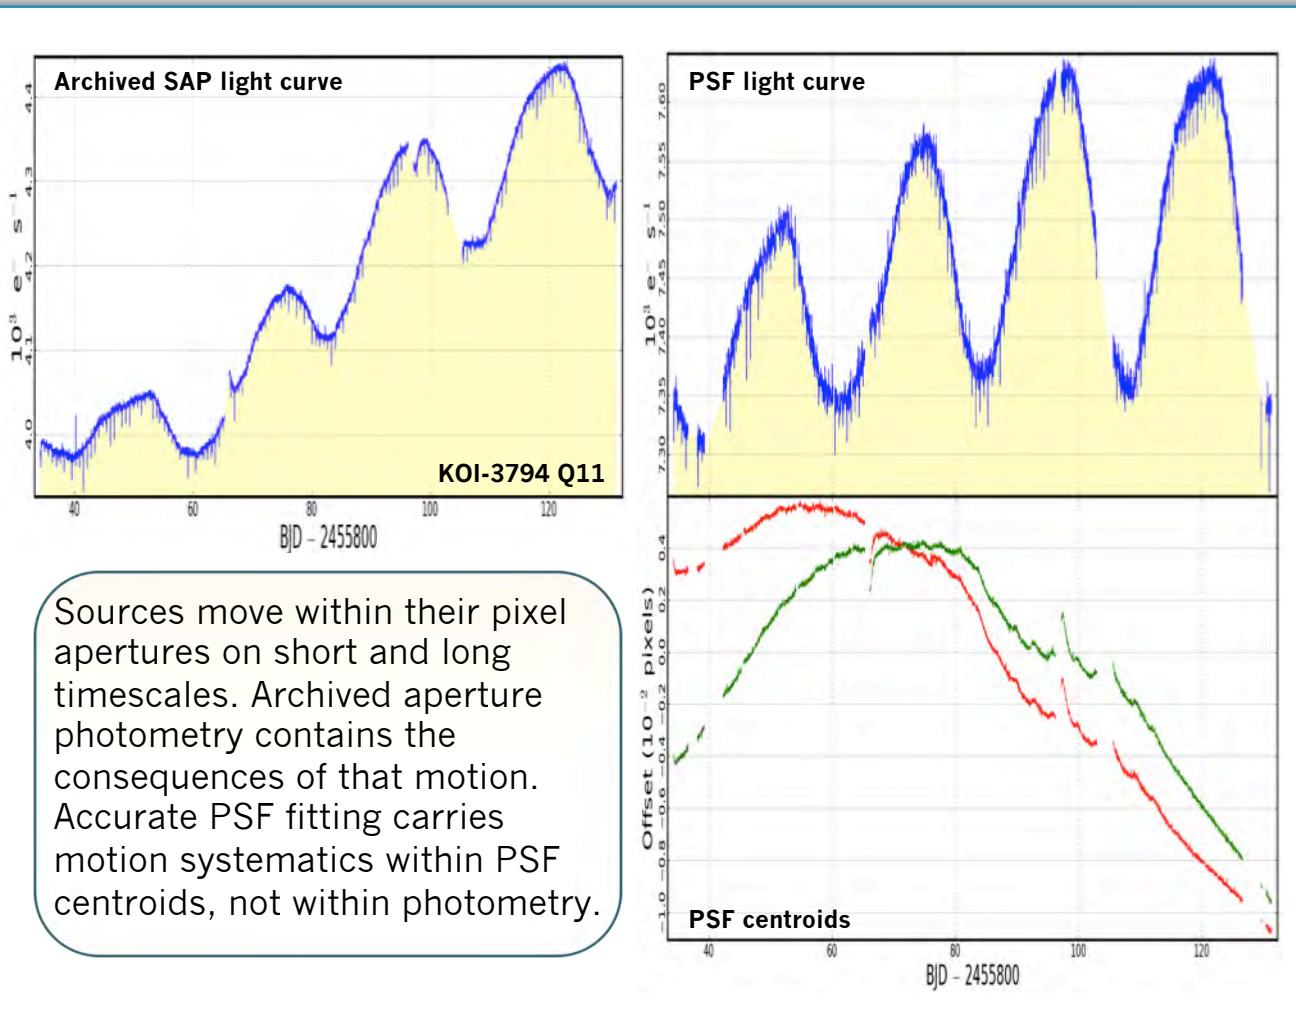 Archived SAP light curve
4.4
4.3
4.2
4.1
4.0
10³ e⁻ s⁻¹
KOI-3794 Q11
40 60 80 100 120
BJD – 2455800
Sources move within their pixel
apertures on short and long
timescales. Archived aperture
photometry contains the
consequences of that motion.
Accurate PSF fitting carries
motion systematics within PSF
centroids, not within photometry.
PSF light curve
7.60
7.55
7.50
7.45
7.40
7.35
7.30
10³ e⁻ s⁻¹
0.4
0.2
0.0
−0.2
−0.4
−0.6
−0.8
−1.0
Offset (10⁻² pixels)
PSF centroids
40 60 80 100 120
BJD – 2455800